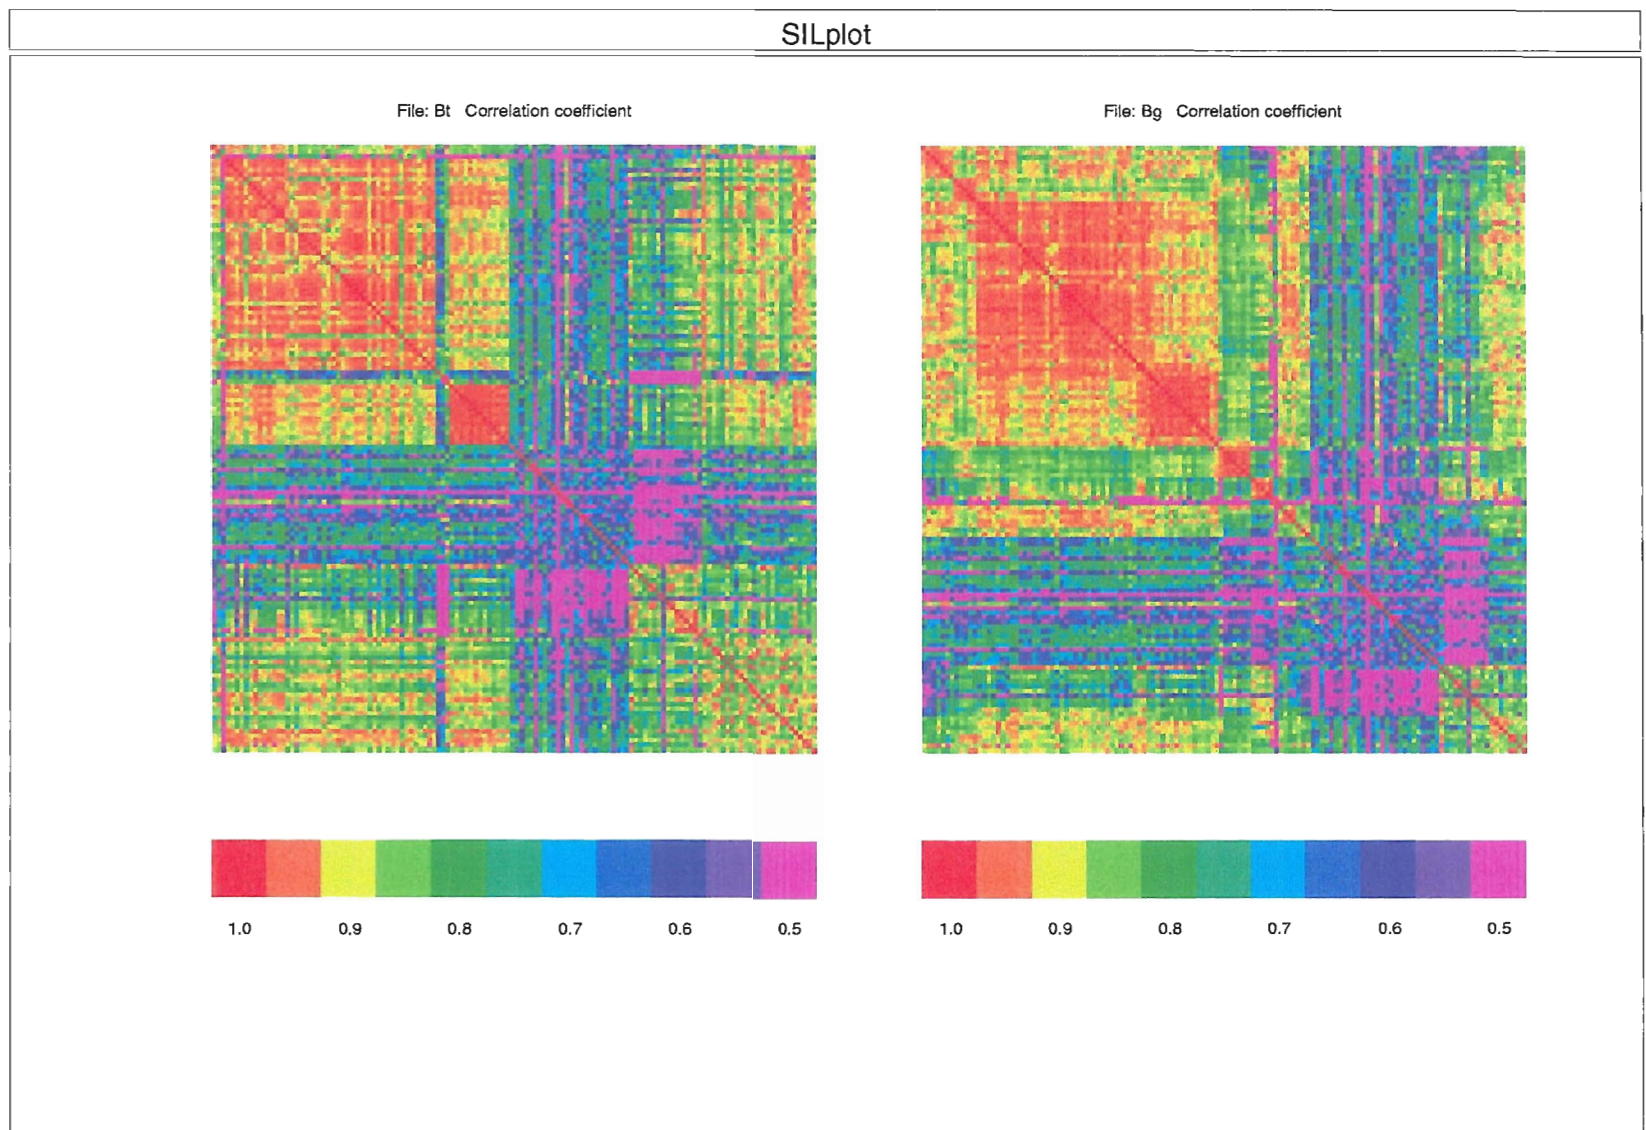 SILplot
File: Bt Correlation coefficient
File: Bg Correlation coefficient
1.0 0.9 0.8 0.7 0.6 0.5
1.0 0.9 0.8 0.7 0.6 0.5